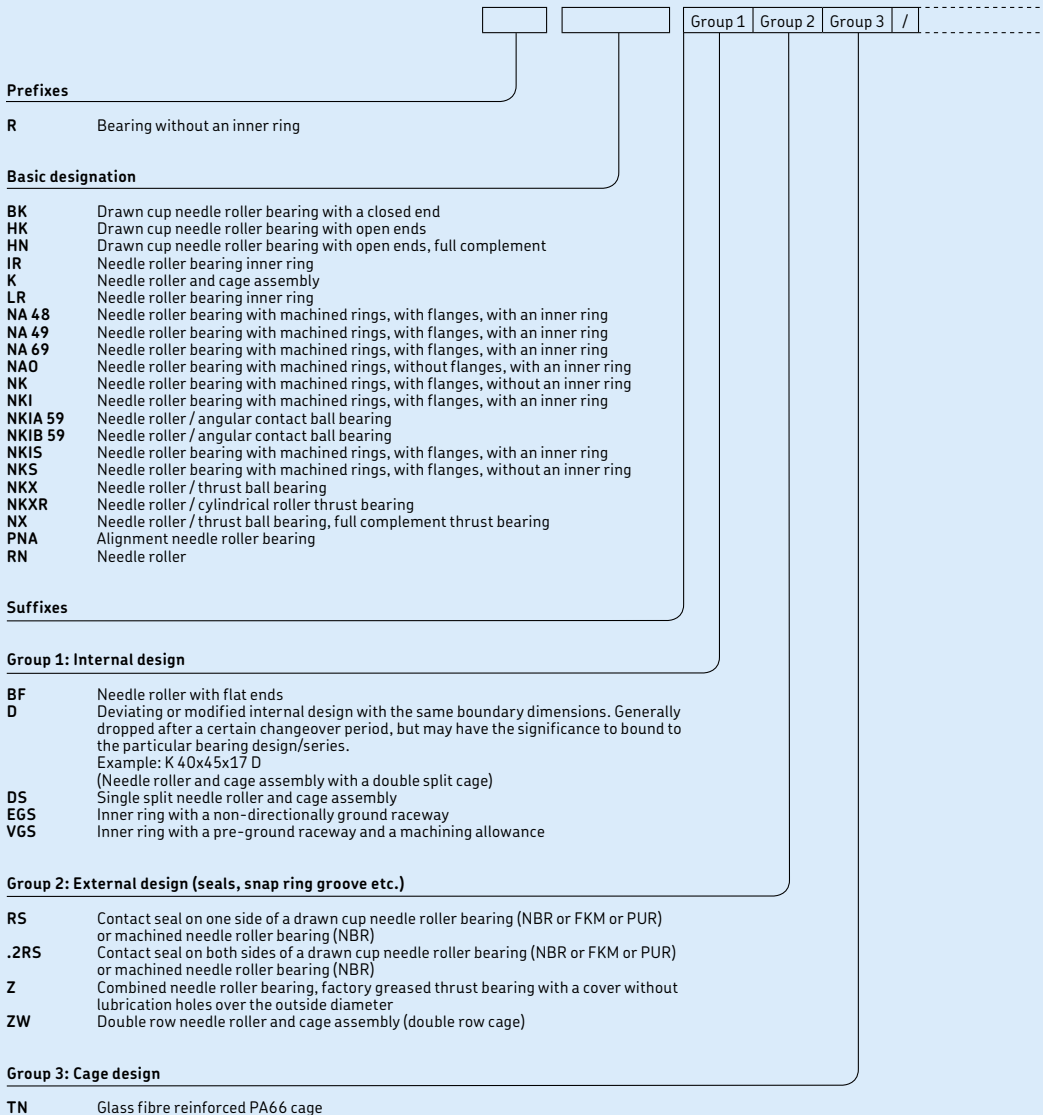 Group 1 Group 2 Group 3 /
Prefixes
R Bearing without an inner ring
Basic designation
BK Drawn cup needle roller bearing with a closed end
HK Drawn cup needle roller bearing with open ends
HN Drawn cup needle roller bearing with open ends, full complement
IR Needle roller bearing inner ring
K Needle roller and cage assembly
LR Needle roller bearing inner ring
NA 48 Needle roller bearing with machined rings, with flanges, with an inner ring
NA 49 Needle roller bearing with machined rings, with flanges, with an inner ring
NA 69 Needle roller bearing with machined rings, with flanges, with an inner ring
NAO Needle roller bearing with machined rings, without flanges, with an inner ring
NK Needle roller bearing with machined rings, with flanges, without an inner ring
NKI Needle roller bearing with machined rings, with flanges, with an inner ring
NKIA 59 Needle roller / angular contact ball bearing
NKIB 59 Needle roller / angular contact ball bearing
NKIS Needle roller bearing with machined rings, with flanges, with an inner ring
NKS Needle roller bearing with machined rings, with flanges, without an inner ring
NKX Needle roller / thrust ball bearing
NKXR Needle roller / cylindrical roller thrust bearing
NX Needle roller / thrust ball bearing, full complement thrust bearing
PNA Alignment needle roller bearing
RN Needle roller
Suffixes
Group 1: Internal design
BF Needle roller with flat ends
D Deviating or modified internal design with the same boundary dimensions. Generally
dropped after a certain changeover period, but may have the significance to bound to
the particular bearing design/series.
Example: K 40x45x17 D
(Needle roller and cage assembly with a double split cage)
DS Single split needle roller and cage assembly
EGS Inner ring with a non-directionally ground raceway
VGS Inner ring with a pre-ground raceway and a machining allowance
Group 2: External design (seals, snap ring groove etc.)
RS Contact seal on one side of a drawn cup needle roller bearing (NBR or FKM or PUR)
or machined needle roller bearing (NBR)
.2RS Contact seal on both sides of a drawn cup needle roller bearing (NBR or FKM or PUR)
or machined needle roller bearing (NBR)
Z Combined needle roller bearing, factory greased thrust bearing with a cover without
lubrication holes over the outside diameter
ZW Double row needle roller and cage assembly (double row cage)
Group 3: Cage design
TN Glass fibre reinforced PA66 cage